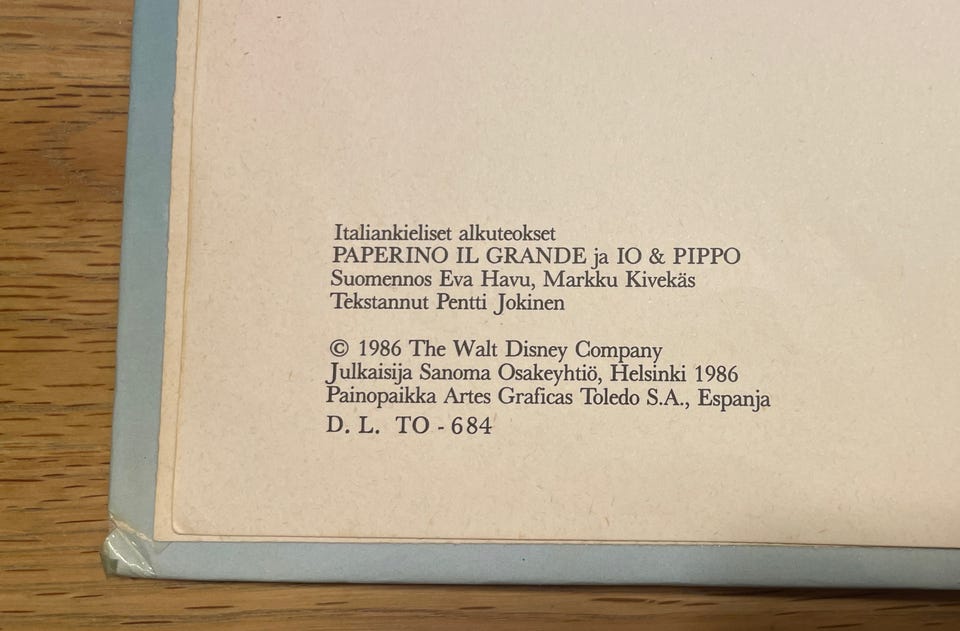 Italiankieliset alkuteokset
PAPERINO IL GRANDE ja IO & PIPPO
Suomennos Eva Havu, Markku Kivekäs
Tekstannut Pentti Jokinen
© 1986 The Walt Disney Company
Julkaisija Sanoma Osakeyhtiö, Helsinki 1986
Painopaikka Artes Graficas Toledo S.A., Espanja
D. L. TO - 684